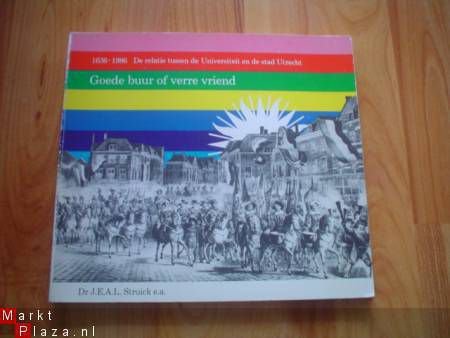 1636-1986 De relatie tussen de Universiteit en de stad Utrecht
Goede buur of verre vriend
Dr J.E.A.L. Struick e.a.
Markt
Plaza.nl